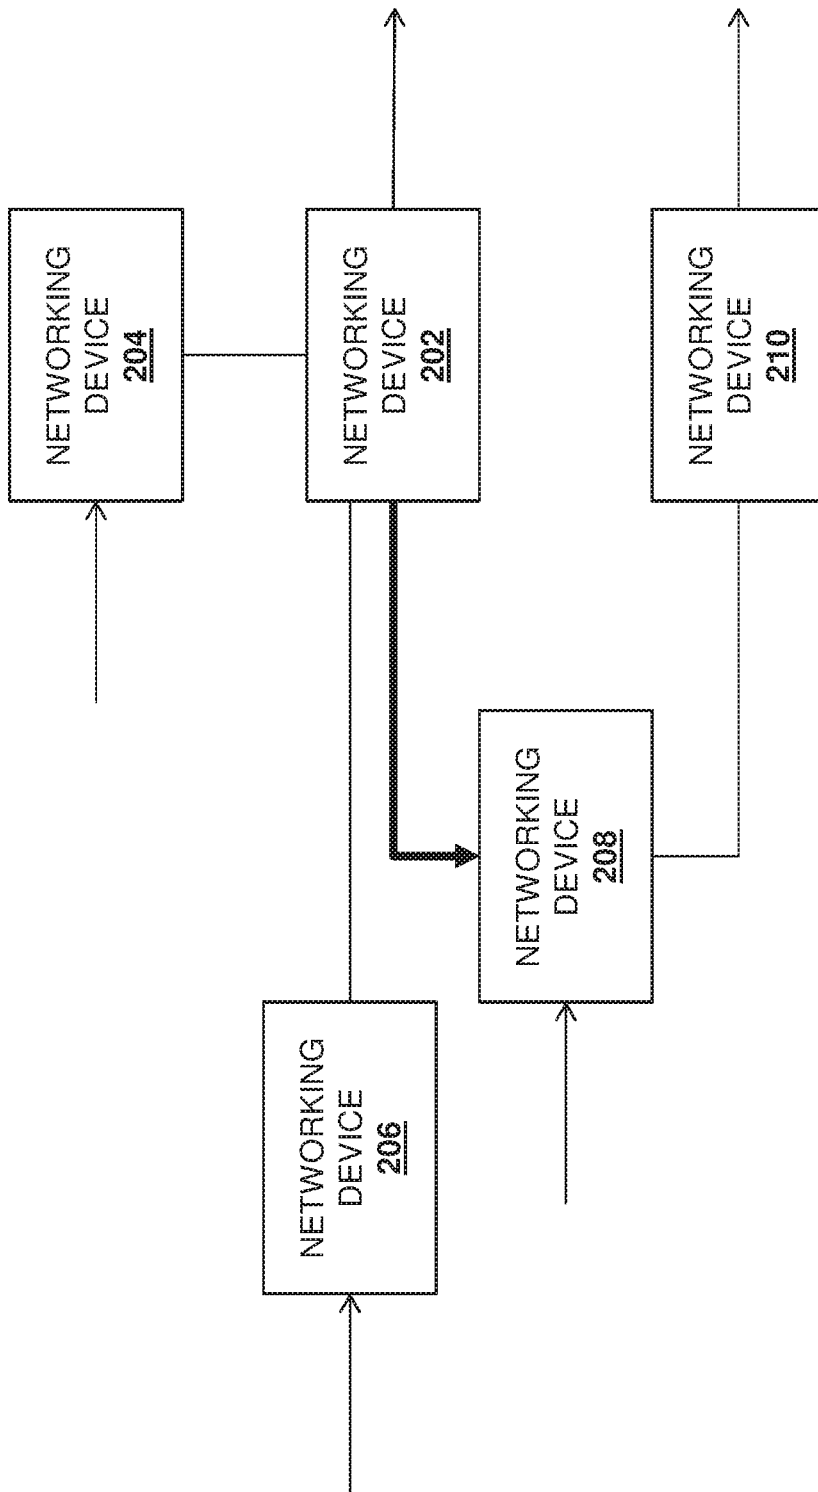 NETWORKING
DEVICE
204
NETWORKING
DEVICE
206
NETWORKING
DEVICE
202
NETWORKING
DEVICE
208
NETWORKING
DEVICE
210